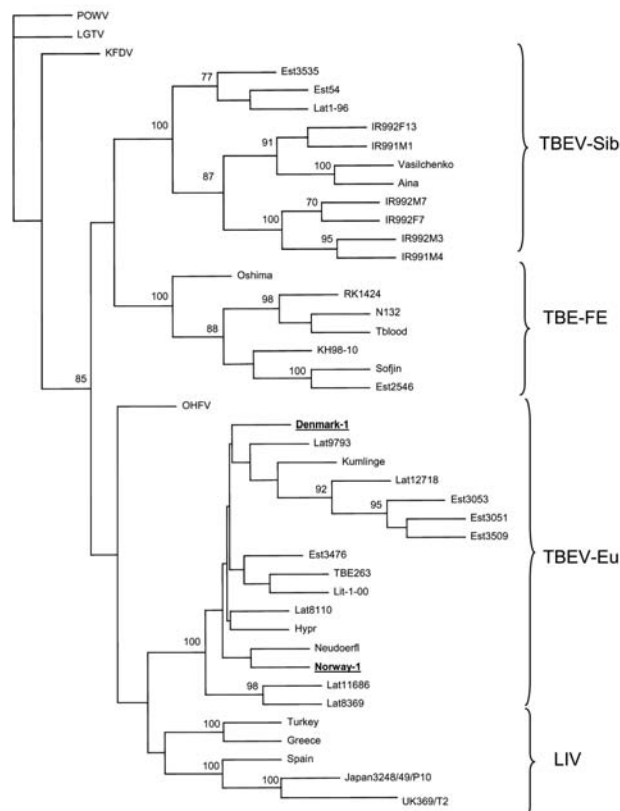 POWV
LGTV
KFDV
Est3535
77
Est54
Lat1-96
100
IR992F13
91
IR991M1
TBEV-Sib
100
Vasilchenko
87
Aina
70
IR992M7
100
IR992F7
95
IR992M3
IR991M4
Oshima
100
RK1424
98
N132
TBE-FE
88
Tblood
KH98-10
100
Sofjin
85
Est2546
OHFV
Denmark-1
Lat9793
Kumlinge
92
Lat12718
95
Est3053
Est3051
Est3509
TBEV-Eu
Est3476
TBE263
Lit-1-00
Lat8110
Hypr
100
Neudoerfl
Norway-1
98
Lat11686
Lat8369
100
Turkey
Greece
LIV
100
Spain
100
Japan3248/49/P10
UK369/T2